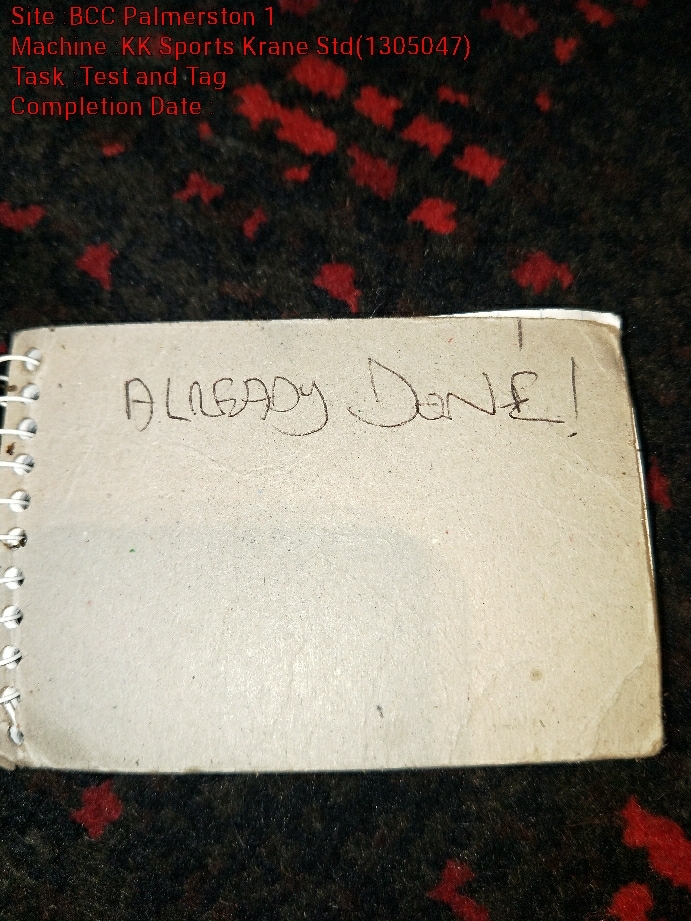 Site :BCC Palmerston 1
Machine :KK Sports Krane Std(1305047)
Task : Test and Tag
Completion Date :
ALREADY DONE!